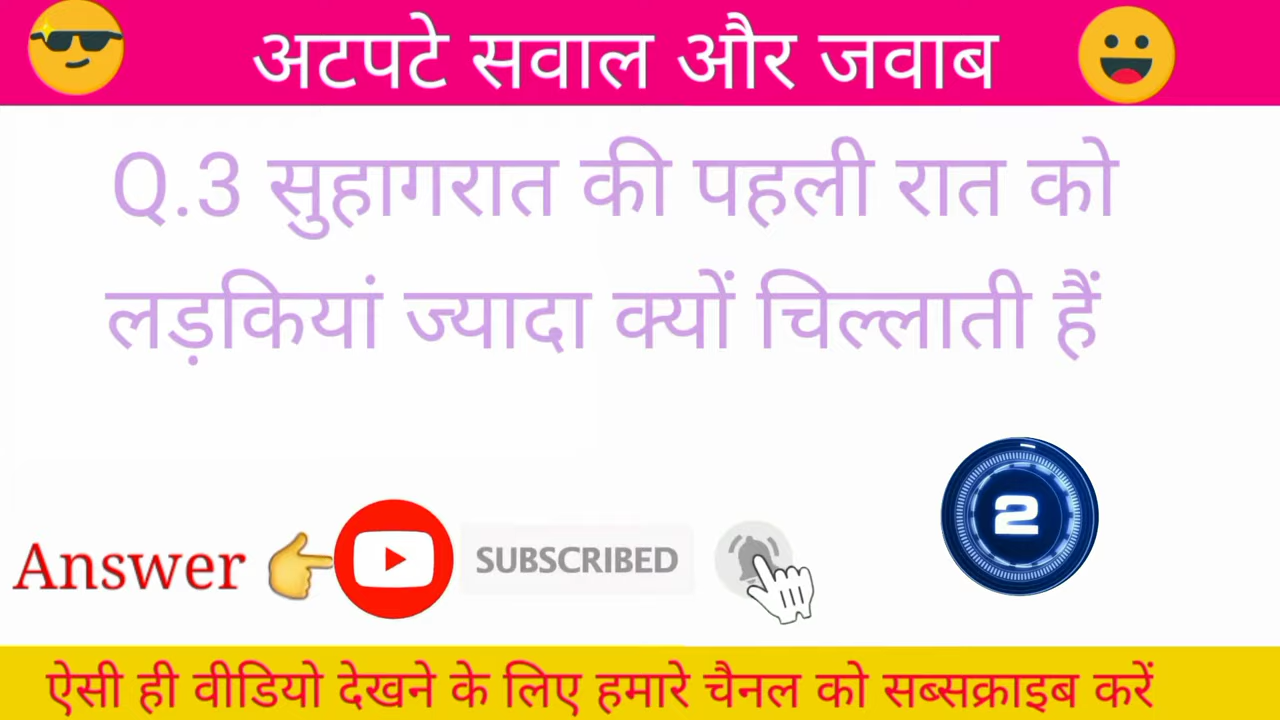 अटपटे सवाल और जवाब
Q.3 सुहागरात की पहली रात को
लड़कियां ज्यादा क्यों चिल्लाती हैं
Answer
SUBSCRIBED
2
ऐसी ही वीडियो देखने के लिए हमारे चैनल को सब्सक्राइब करें